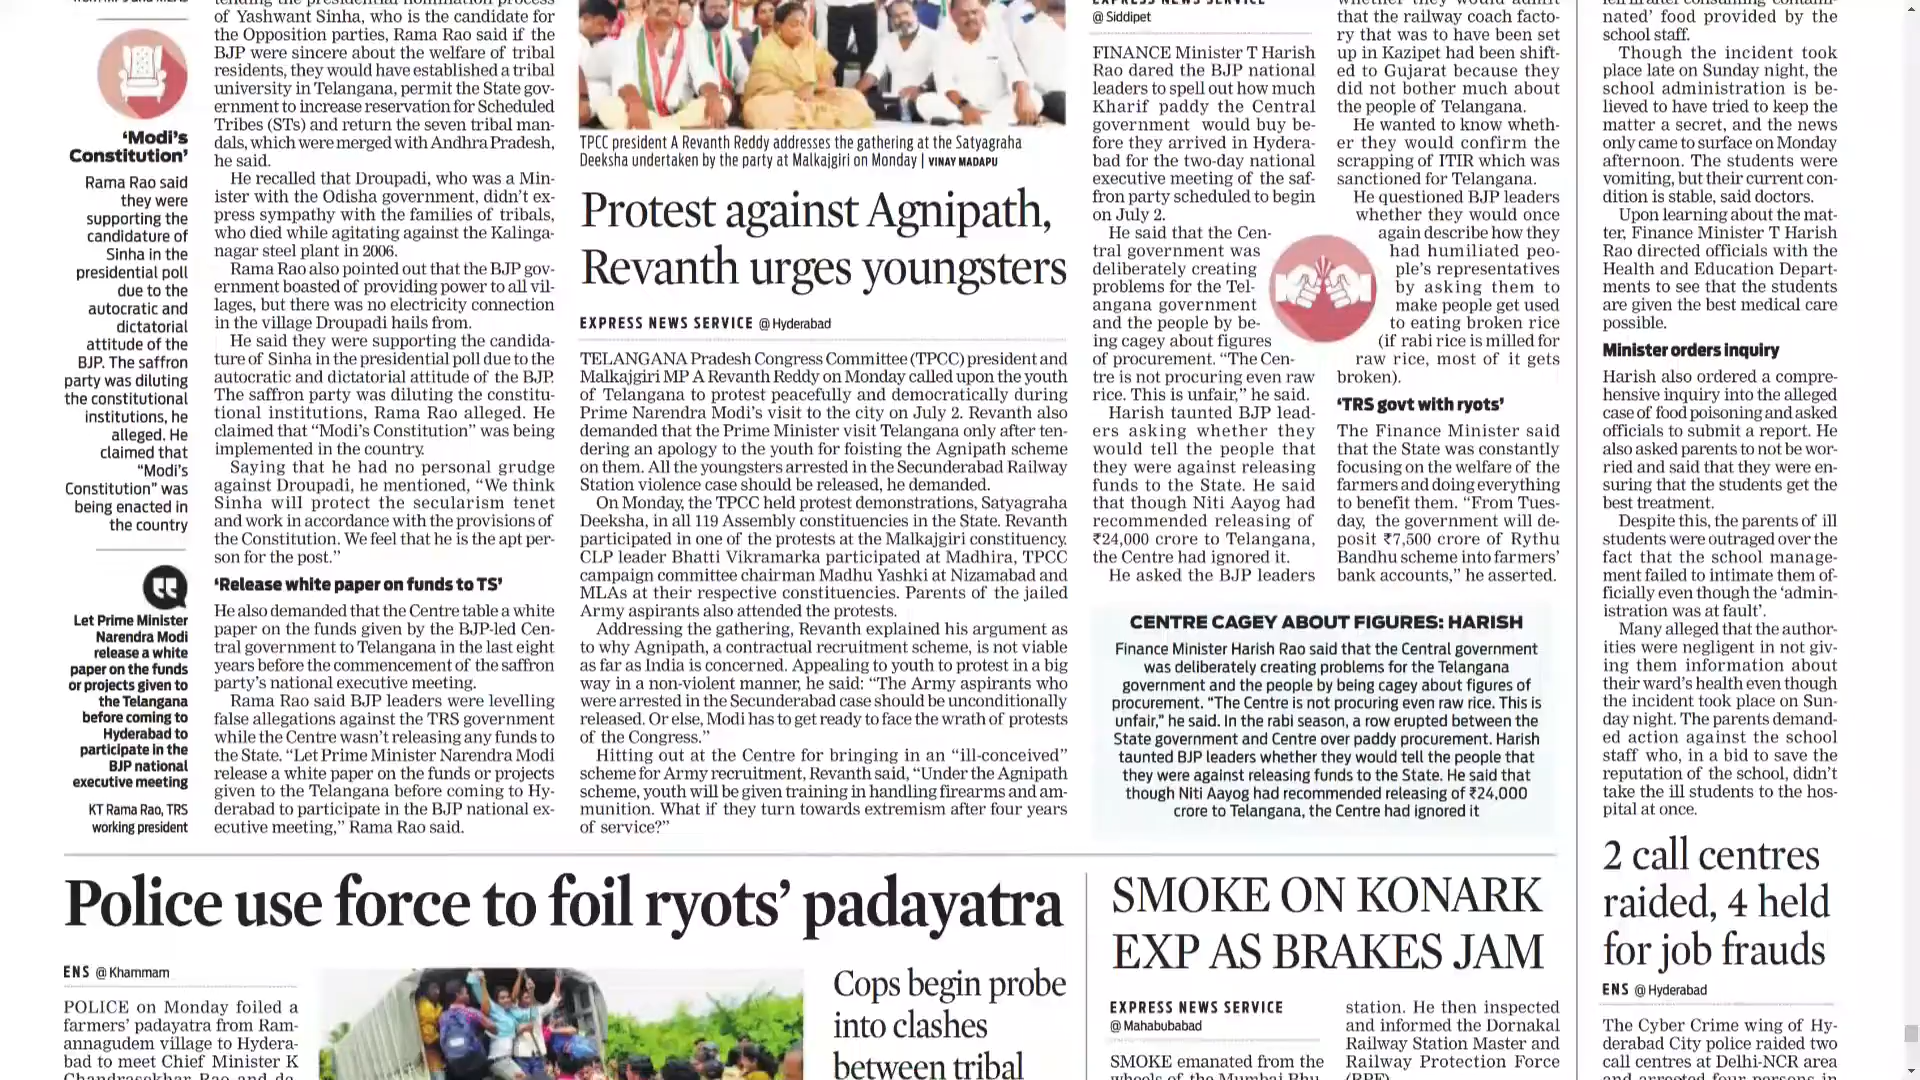 ‘Modi’s
Constitution’
Rama Rao said
they were
supporting the
candidature of
Sinha in the
presidential poll
due to the
autocratic and
dictatorial
attitude of the
BJP. The saffron
party was diluting
the constitutional
institutions, he
alleged. He
claimed that
“Modi’s
Constitution” was
being enacted in
the country
Let Prime Minister
Narendra Modi
release a white
paper on the funds
or projects given to
the Telangana
before coming to
Hyderabad to
participate in the
BJP national
executive meeting
KT Rama Rao, TRS
working president
of Yashwant Sinha, who is the candidate for
the Opposition parties, Rama Rao said if the
BJP were sincere about the welfare of tribal
residents, they would have established a tribal
university in Telangana, permit the State gov-
ernment to increase reservation for Scheduled
Tribes (STs) and return the seven tribal man-
dals, which were merged with Andhra Pradesh,
he said.
He recalled that Droupadi, who was a Min-
ister with the Odisha government, didn’t ex-
press sympathy with the families of tribals,
who died while agitating against the Kalinga-
nagar steel plant in 2006.
Rama Rao also pointed out that the BJP gov-
ernment boasted of providing power to all vil-
lages, but there was no electricity connection
in the village Droupadi hails from.
He said they were supporting the candida-
ture of Sinha in the presidential poll due to the
autocratic and dictatorial attitude of the BJP.
The saffron party was diluting the constitu-
tional institutions, Rama Rao alleged. He
claimed that “Modi’s Constitution” was being
implemented in the country.
Saying that he had no personal grudge
against Droupadi, he mentioned, “We think
Sinha will protect the secularism tenet
and work in accordance with the provisions of
the Constitution. We feel that he is the apt per-
son for the post.”
‘Release white paper on funds to TS’
He also demanded that the Centre table a white
paper on the funds given by the BJP-led Cen-
tral government to Telangana in the last eight
years before the commencement of the saffron
party’s national executive meeting.
Rama Rao said BJP leaders were levelling
false allegations against the TRS government
while the Centre wasn’t releasing any funds to
the State. “Let Prime Minister Narendra Modi
release a white paper on the funds or projects
given to the Telangana before coming to Hy-
derabad to participate in the BJP national ex-
ecutive meeting,” Rama Rao said.
TPCC president A Revanth Reddy addresses the gathering at the Satyagraha
Deeksha undertaken by the party at Malkajgiri on Monday | VINAY MADAPU
Protest against Agnipath,
Revanth urges youngsters
EXPRESS NEWS SERVICE @ Hyderabad
TELANGANA Pradesh Congress Committee (TPCC) president and
Malkajgiri MP A Revanth Reddy on Monday called upon the youth
of Telangana to protest peacefully and democratically during
Prime Narendra Modi’s visit to the city on July 2. Revanth also
demanded that the Prime Minister visit Telangana only after ten-
dering an apology to the youth for foisting the Agnipath scheme
on them. All the youngsters arrested in the Secunderabad Railway
Station violence case should be released, he demanded.
On Monday, the TPCC held protest demonstrations, Satyagraha
Deeksha, in all 119 Assembly constituencies in the State. Revanth
participated in one of the protests at the Malkajgiri constituency.
CLP leader Bhatti Vikramarka participated at Madhira, TPCC
campaign committee chairman Madhu Yashki at Nizamabad and
MLAs at their respective constituencies. Parents of the jailed
Army aspirants also attended the protests.
Addressing the gathering, Revanth explained his argument as
to why Agnipath, a contractual recruitment scheme, is not viable
as far as India is concerned. Appealing to youth to protest in a big
way in a non-violent manner, he said: “The Army aspirants who
were arrested in the Secunderabad case should be unconditionally
released. Or else, Modi has to get ready to face the wrath of protests
of the Congress.”
Hitting out at the Centre for bringing in an “ill-conceived”
scheme for Army recruitment, Revanth said, “Under the Agnipath
scheme, youth will be given training in handling firearms and am-
munition. What if they turn towards extremism after four years
of service?”
@ Siddipet
FINANCE Minister T Harish
Rao dared the BJP national
leaders to spell out how much
Kharif paddy the Central
government would buy be-
fore they arrived in Hydera-
bad for the two-day national
executive meeting of the saf-
fron party scheduled to begin
on July 2.
He said that the Cen-
tral government was
deliberately creating
problems for the Tel-
angana government
and the people by be-
ing cagey about figures
of procurement. “The Cen-
tre is not procuring even raw
rice. This is unfair,” he said.
Harish taunted BJP lead-
ers asking whether they
would tell the people that
they were against releasing
funds to the State. He said
that though Niti Aayog had
recommended releasing of
₹24,000 crore to Telangana,
the Centre had ignored it.
He asked the BJP leaders
that the railway coach facto-
ry that was to have been set
up in Kazipet had been shift-
ed to Gujarat because they
did not bother much about
the people of Telangana.
He wanted to know wheth-
er they would confirm the
scrapping of ITIR which was
sanctioned for Telangana.
He questioned BJP leaders
whether they would once
again describe how they
had humiliated peo-
ple’s representatives
by asking them to
make people get used
to eating broken rice
(if rabi rice is milled for
raw rice, most of it gets
broken).
‘TRS govt with ryots’
The Finance Minister said
that the State was constantly
focusing on the welfare of the
farmers and doing everything
to benefit them. “From Tues-
day, the government will de-
posit ₹7,500 crore of Rythu
Bandhu scheme into farmers’
bank accounts,” he asserted.
CENTRE CAGEY ABOUT FIGURES: HARISH
Finance Minister Harish Rao said that the Central government
was deliberately creating problems for the Telangana
government and the people by being cagey about figures of
procurement. “The Centre is not procuring even raw rice. This is
unfair,” he said. In the rabi season, a row erupted between the
State government and Centre over paddy procurement. Harish
taunted BJP leaders whether they would tell the people that
they were against releasing funds to the State. He said that
though Niti Aayog had recommended releasing of ₹24,000
crore to Telangana, the Centre had ignored it
nated’ food provided by the
school staff.
Though the incident took
place late on Sunday night, the
school administration is be-
lieved to have tried to keep the
matter a secret, and the news
only came to surface on Monday
afternoon. The students were
vomiting, but their current con-
dition is stable, said doctors.
Upon learning about the mat-
ter, Finance Minister T Harish
Rao directed officials with the
Health and Education Depart-
ments to see that the students
are given the best medical care
possible.
Minister orders inquiry
Harish also ordered a compre-
hensive inquiry into the alleged
case of food poisoning and asked
officials to submit a report. He
also asked parents to not be wor-
ried and said that they were en-
suring that the students get the
best treatment.
Despite this, the parents of ill
students were outraged over the
fact that the school manage-
ment failed to intimate them of-
ficially even though the ‘admin-
istration was at fault’.
Many alleged that the author-
ities were negligent in not giv-
ing them information about
their ward’s health even though
the incident took place on Sun-
day night. The parents demand-
ed action against the school
staff who, in a bid to save the
reputation of the school, didn’t
take the ill students to the hos-
pital at once.
Police use force to foil ryots’ padayatra
ENS @ Khammam
POLICE on Monday foiled a
farmers’ padayatra from Ram-
annagudem village to Hydera-
bad to meet Chief Minister K
Cops begin probe
into clashes
between tribal
SMOKE ON KONARK
EXP AS BRAKES JAM
EXPRESS NEWS SERVICE
@ Mahabubabad
SMOKE emanated from the
station. He then inspected
and informed the Dornakal
Railway Station Master and
Railway Protection Force
2 call centres
raided, 4 held
for job frauds
ENS @ Hyderabad
The Cyber Crime wing of Hy-
derabad City police raided two
call centres at Delhi-NCR area